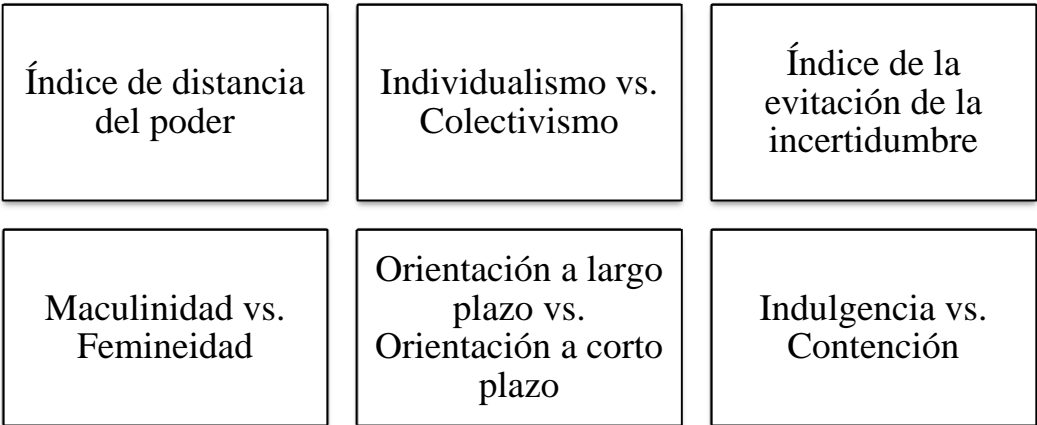 Índice de distancia
del poder
Individualismo vs.
Colectivismo
Índice de la
evitación de la
incertidumbre
Maculinidad vs.
Femineidad
Orientación a largo
plazo vs.
Orientación a corto
plazo
Indulgencia vs.
Contención